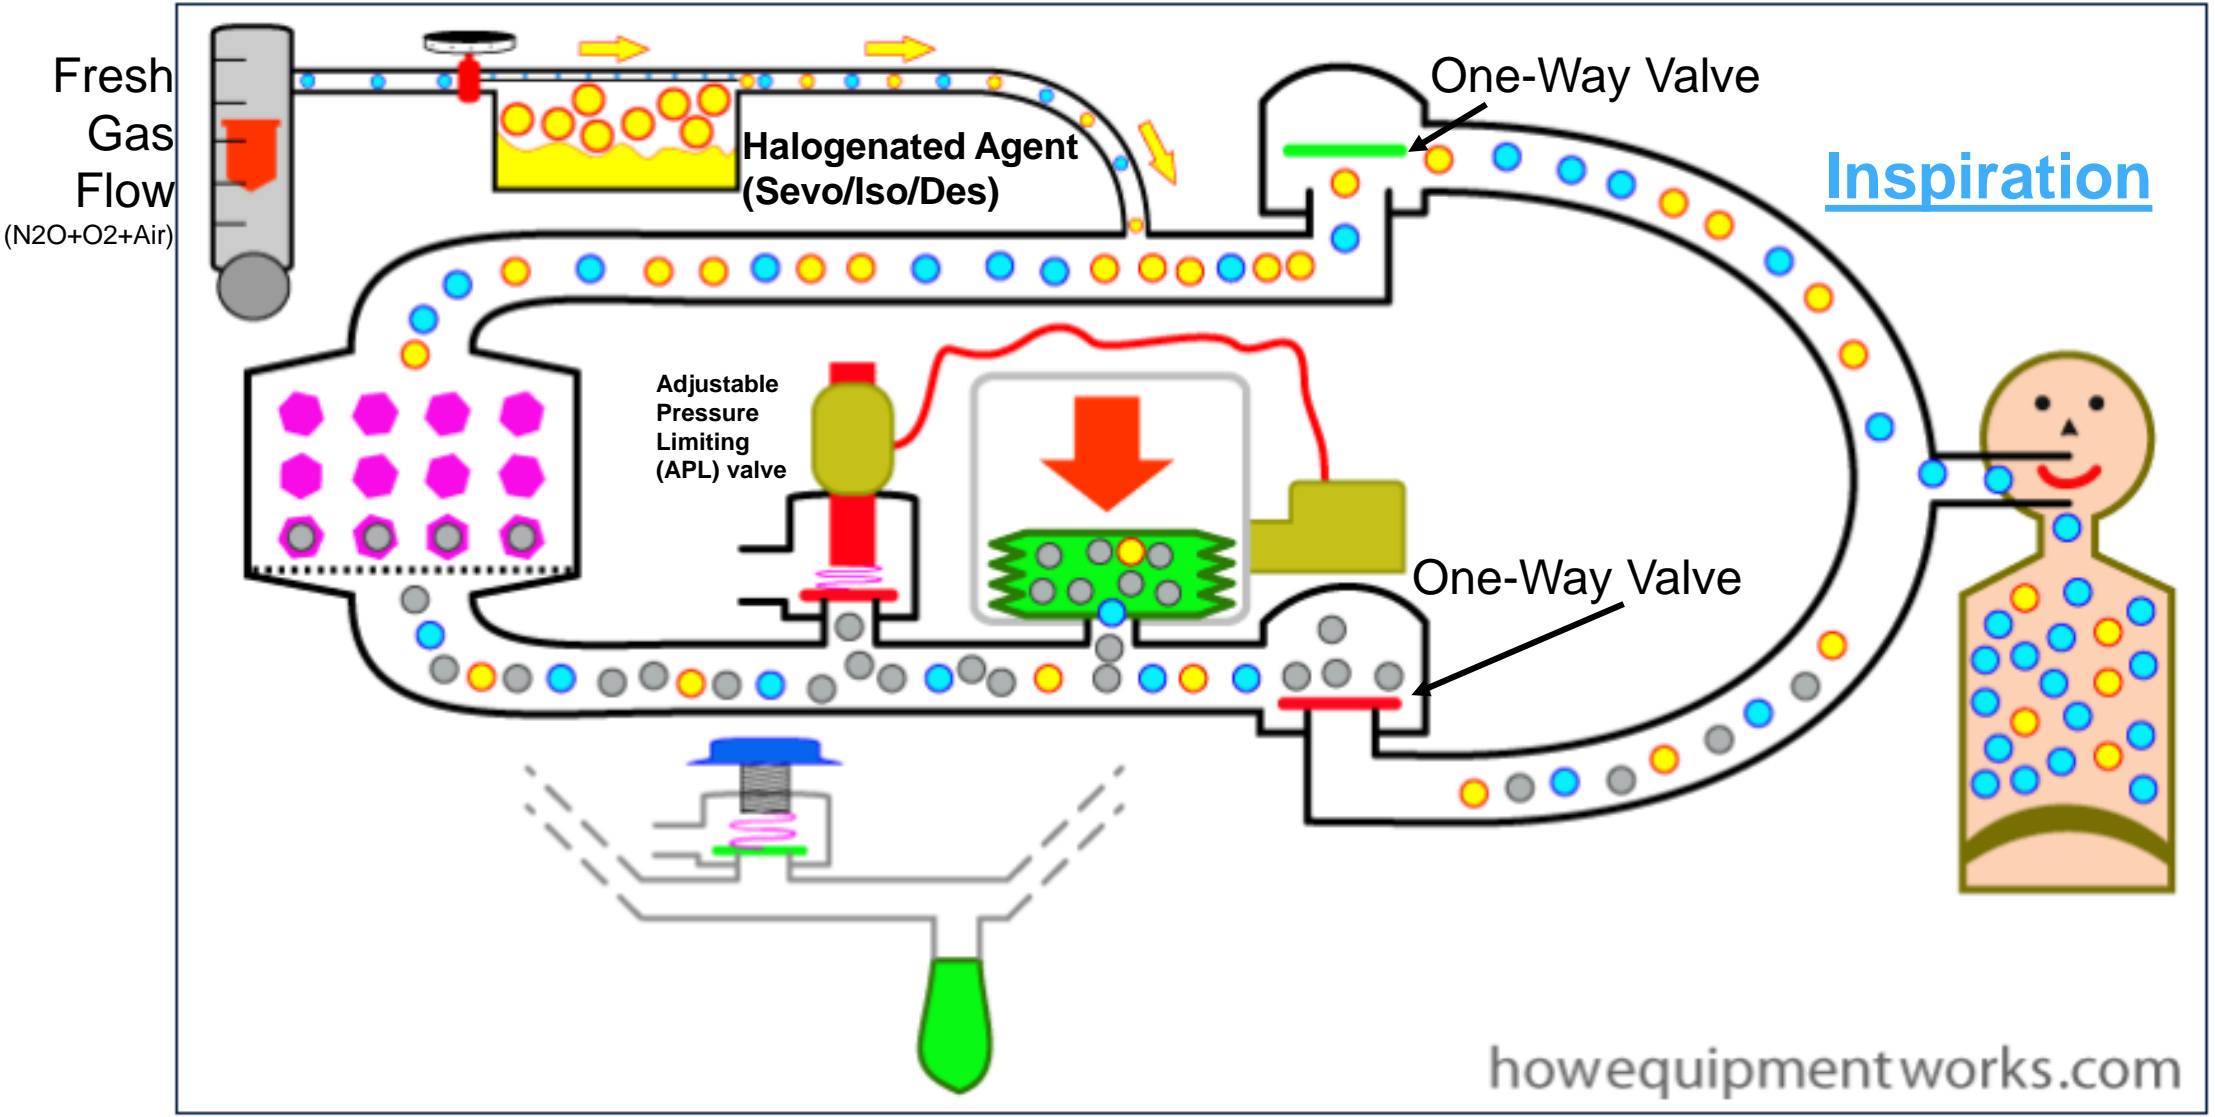 Fresh
Gas
Flow
(N2O+O2+Air)
Halogenated Agent
(Sevo/Iso/Des)
One-Way Valve
Inspiration
Adjustable
Pressure
Limiting
(APL) valve
One-Way Valve
howequipmentworks.com